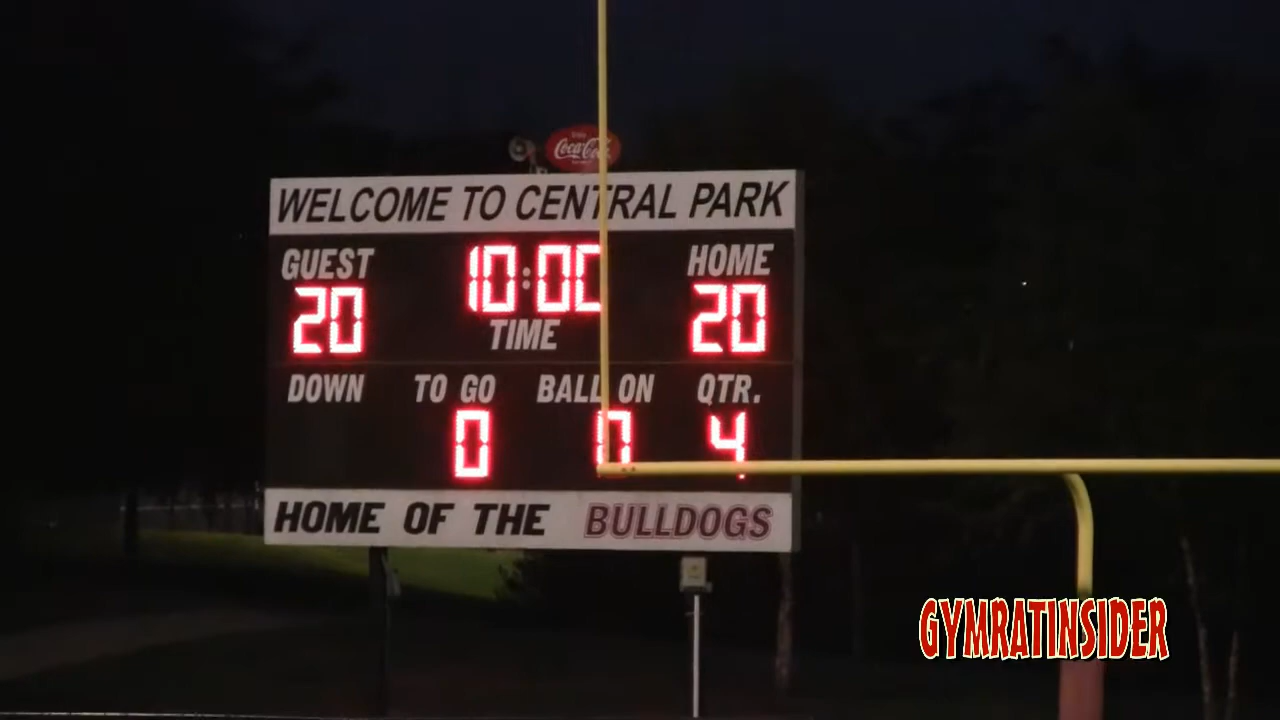 Coca-Cola
WELCOME TO CENTRAL PARK
GUEST 10:00 HOME
20 TIME 20
DOWN TO GO BALL ON QTR.
0 0 4
HOME OF THE BULLDOGS
GYMRATINSIDER